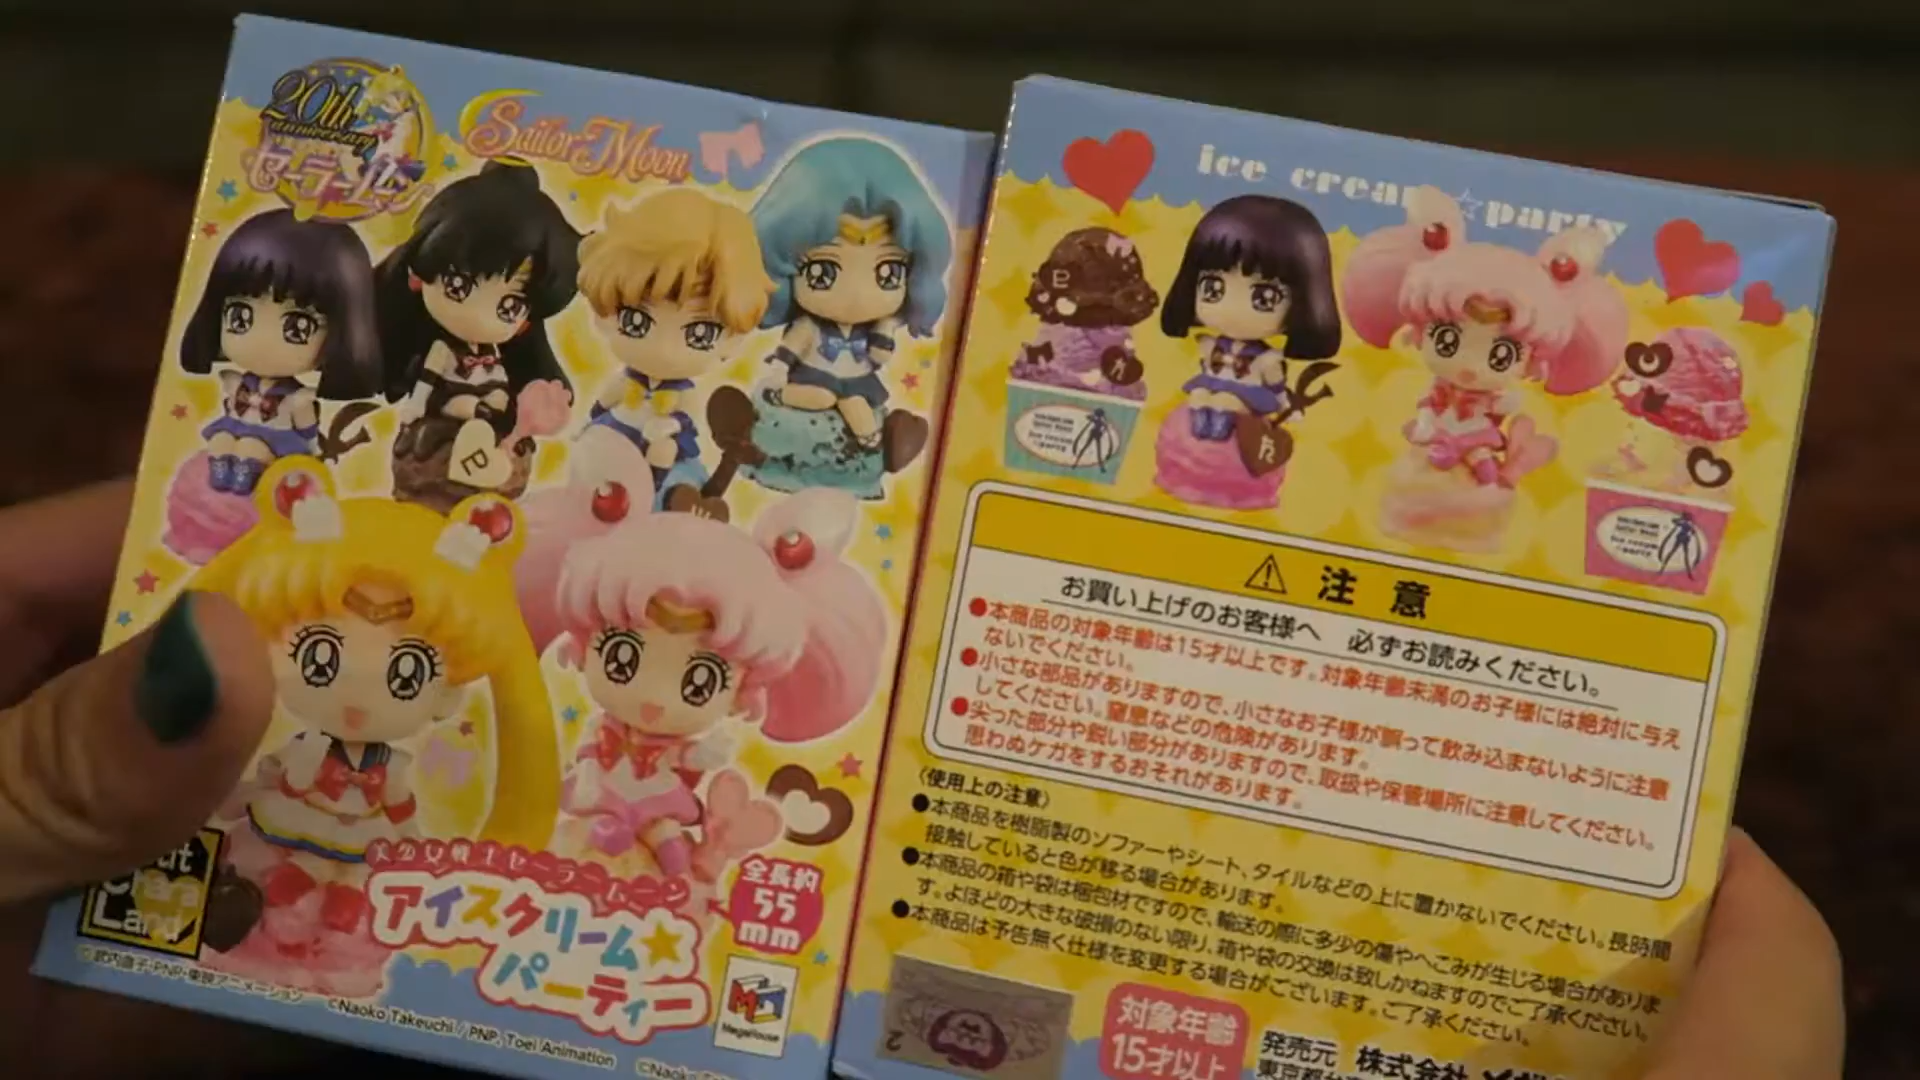 20th
anniversary
セーラームーン
Sailor Moon
P
美少女戦士セーラームーン
アイスクリーム★
パーティー
全長約
55
mm
Petit
Chara
Land
MegaHouse
©武内直子・PNP・東映アニメーション
©Naoko Takeuchi / PNP, Toei Animation
ice cream☆party
⚠ 注 意
お買い上げのお客様へ 必ずお読みください。
●本商品の対象年齢は15才以上です。対象年齢未満のお子様には絶対に与え
ないでください。
●小さな部品がありますので、小さなお子様が誤って飲み込まないように注意
してください。窒息などの危険があります。
●尖った部分や鋭い部分がありますので、取扱や保管場所に注意してください。
思わぬケガをするおそれがあります。
〈使用上の注意〉
●本商品を樹脂製のソファーやシート、タイルなどの上に置かないでください。長時間
接触していると色が移る場合があります。
●本商品の箱や袋は梱包材ですので、輸送の際に多少の傷やへこみが生じる場合がありま
す。よほどの大きな破損のない限り、箱や袋の交換は致しかねますのでご了承ください。
●本商品は予告無く仕様を変更する場合がございます。ご了承ください。
2
対象年齢
15才以上
発売元 株式会社
東京都台